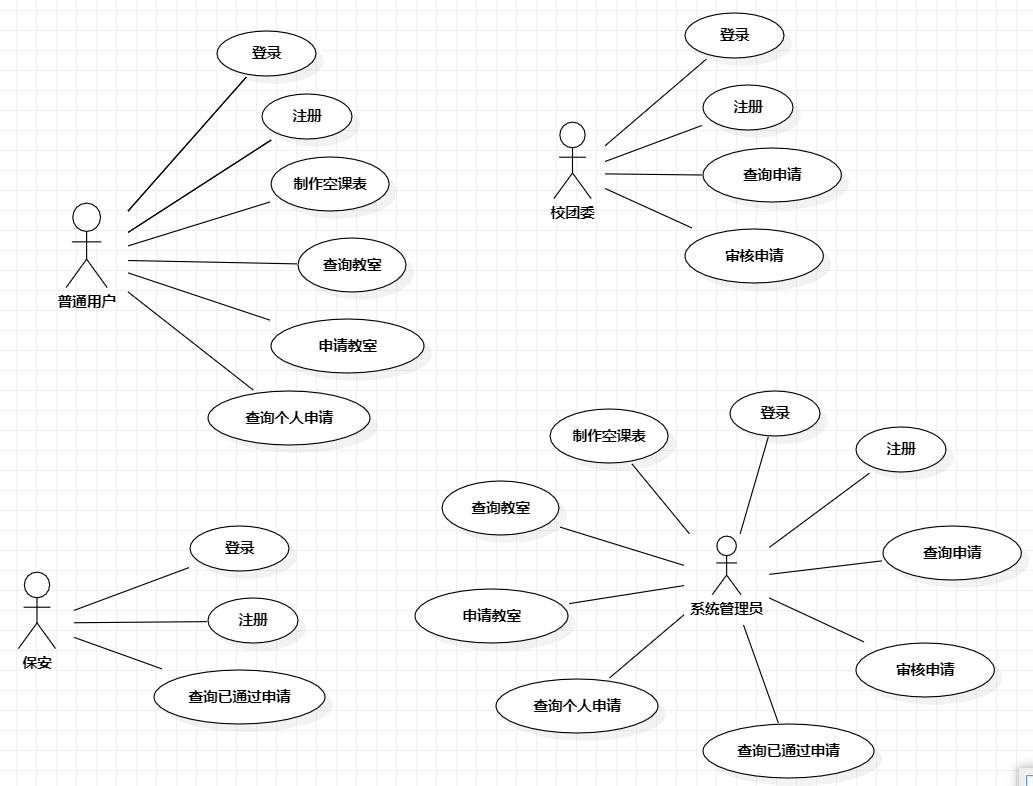 登录
注册
制作空课表
查询教室
申请教室
查询个人申请
普通用户
登录
注册
查询申请
审核申请
校团委
登录
注册
查询已通过申请
保安
制作空课表
登录
注册
查询教室
查询申请
申请教室
系统管理员
审核申请
查询个人申请
查询已通过申请